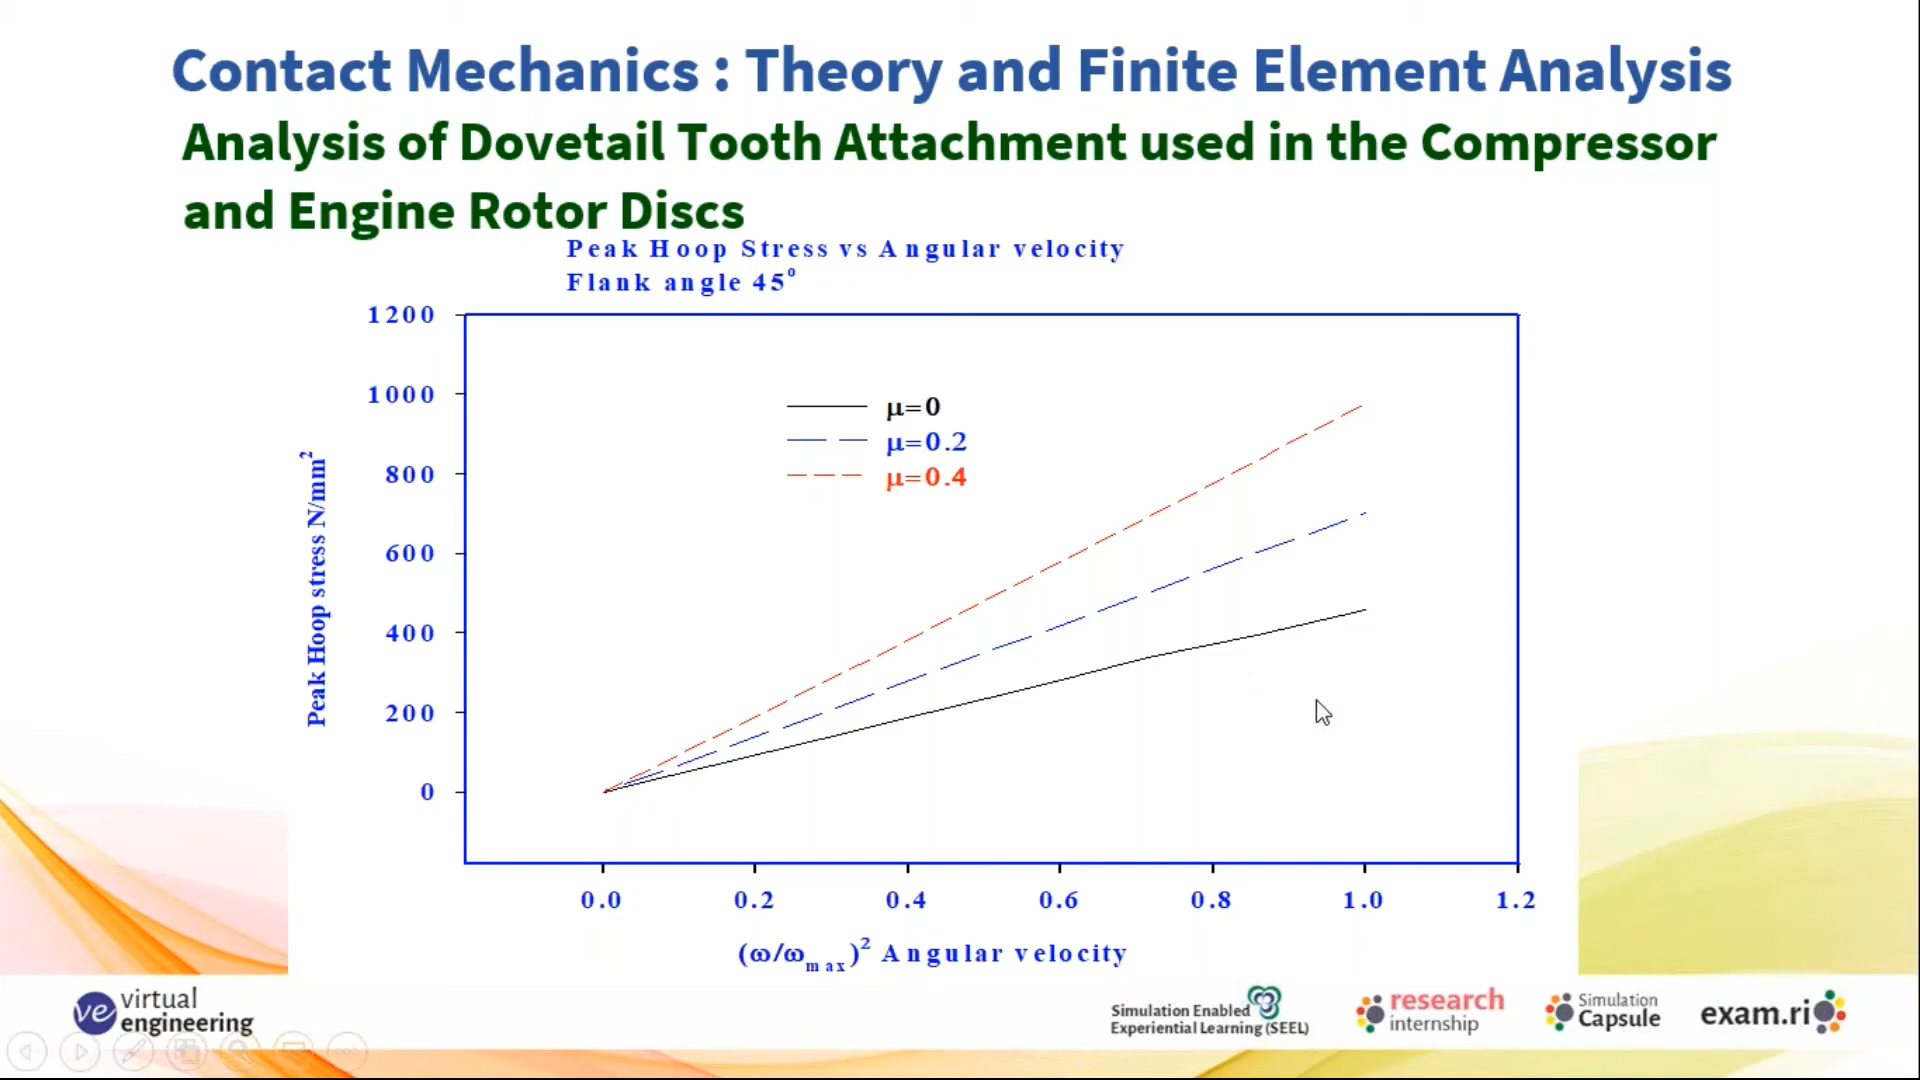 Contact Mechanics : Theory and Finite Element Analysis
Analysis of Dovetail Tooth Attachment used in the Compressor
and Engine Rotor Discs
Peak Hoop Stress vs Angular velocity
Flank angle 45°
1200
1000
800
600
400
200
0
Peak Hoop stress N/mm²
μ=0
μ=0.2
μ=0.4
0.0 0.2 0.4 0.6 0.8 1.0 1.2
(ω/ωmax)² Angular velocity
ve virtual
engineering
Simulation Enabled
Experiential Learning (SEEL)
research
internship
Simulation
Capsule
exam.ri